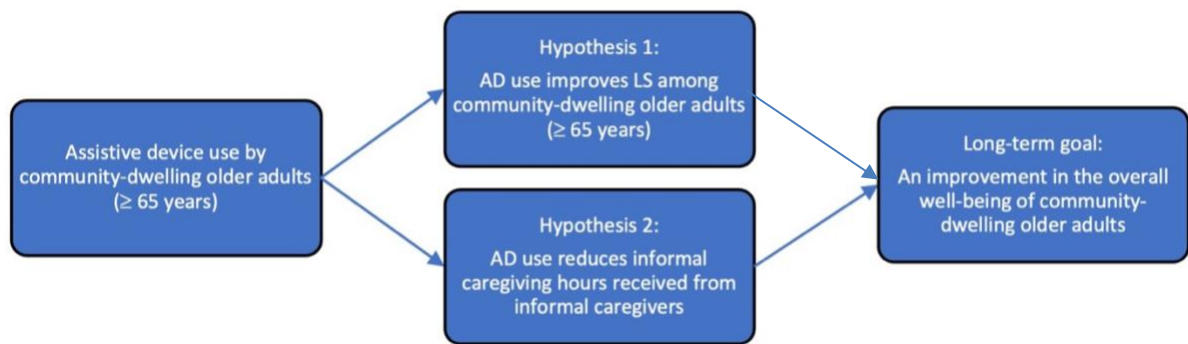 Assistive device use by
community-dwelling older adults
(≥ 65 years)
Hypothesis 1:
AD use improves LS among
community-dwelling older adults
(≥ 65 years)
Hypothesis 2:
AD use reduces informal
caregiving hours received from
informal caregivers
Long-term goal:
An improvement in the overall
well-being of community-
dwelling older adults